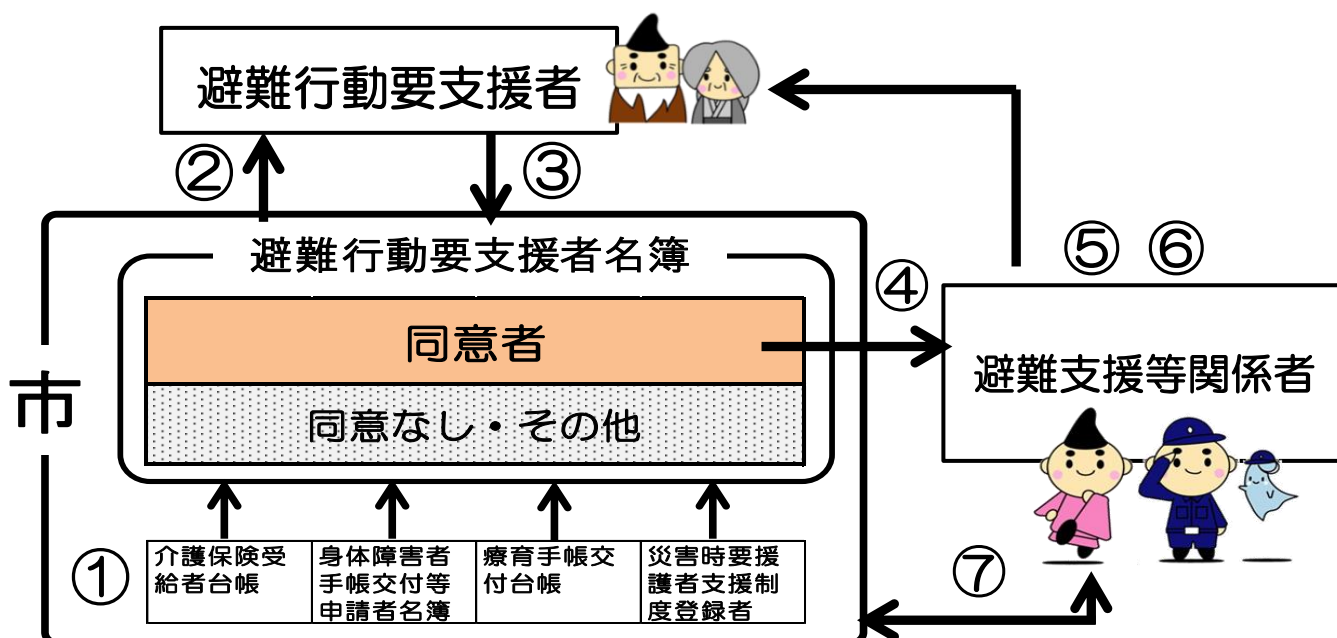 避難行動要支援者
②
③
避難行動要支援者名簿
⑤ ⑥
④
同意者
避難支援等関係者
市
同意なし・その他
①
介護保険受
給者台帳
身体障害者
手帳交付等
申請者名簿
療育手帳交
付台帳
災害時要援
護者支援制
度登録者
⑦